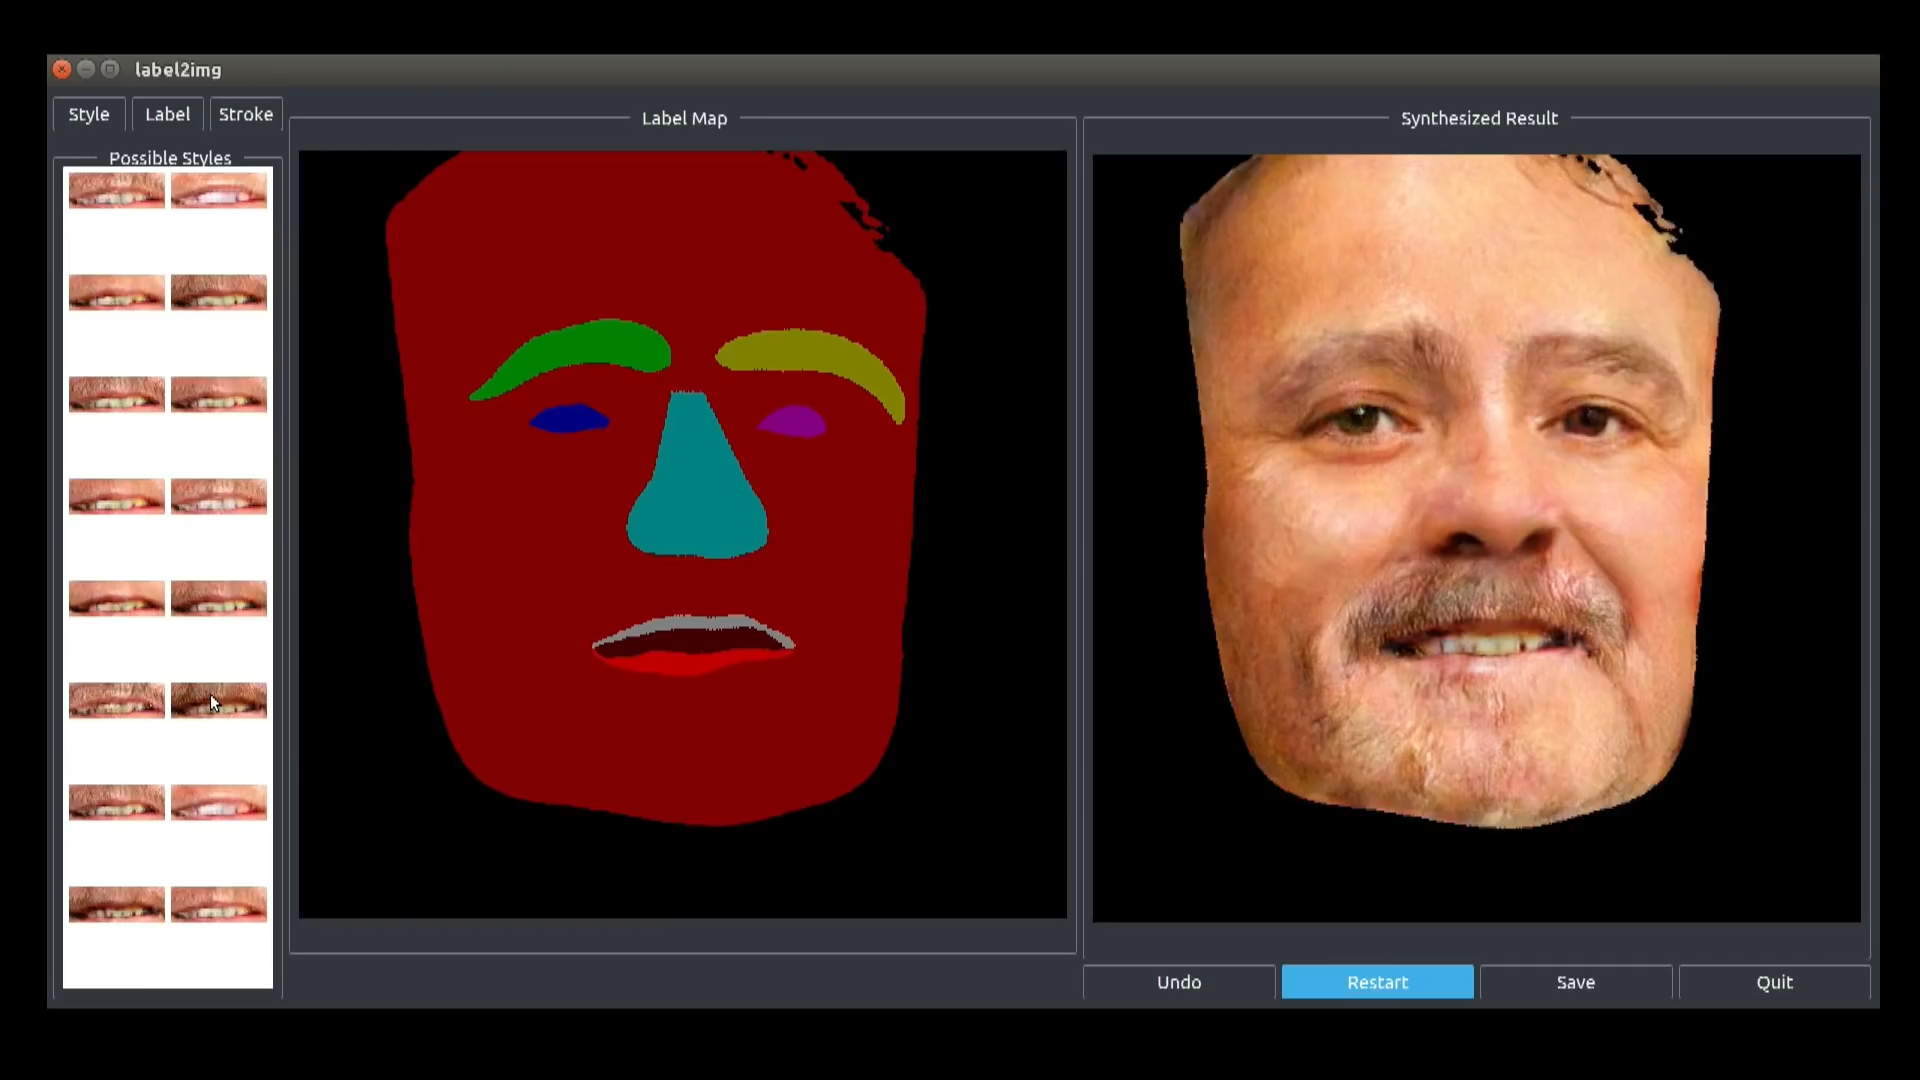 label2img
Style
Label
Stroke
Label Map
Synthesized Result
Possible Styles
Undo
Restart
Save
Quit